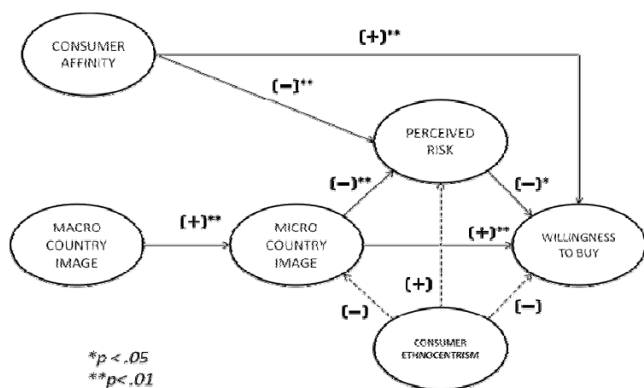 (+)**
CONSUMER
AFFINITY
(−)**
PERCEIVED
RISK
(−)**
(−)*
(+)**
MACRO
COUNTRY
IMAGE
MICRO
COUNTRY
IMAGE
(+)**
WILLINGNESS
TO BUY
(−)
(+)
(−)
CONSUMER
ETHNOCENTRISM
*p < .05
**p< .01